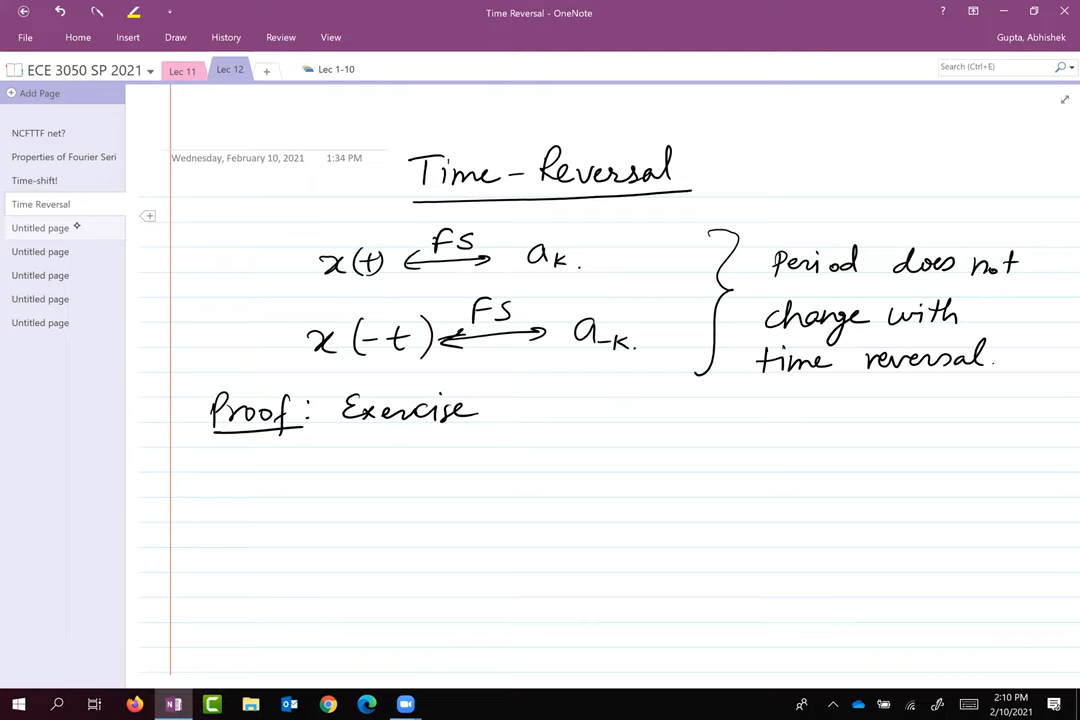 Time Reversal - OneNote
?
Gupta, Abhishek
File Home Insert Draw History Review View
ECE 3050 SP 2021 Lec 11 Lec 12 + Lec 1-10
Search (Ctrl+E)
Add Page
NCFTTF net?
Properties of Fourier Seri
Time-shift!
Time Reversal
Untitled page
Untitled page
Untitled page
Untitled page
Untitled page
Wednesday, February 10, 2021 1:34 PM
Time-Reversal
x(t) <-FS-> a_k.
x(-t) <-FS-> a_-k.
Period does not
change with
time reversal.
Proof: Exercise
2:10 PM
2/10/2021